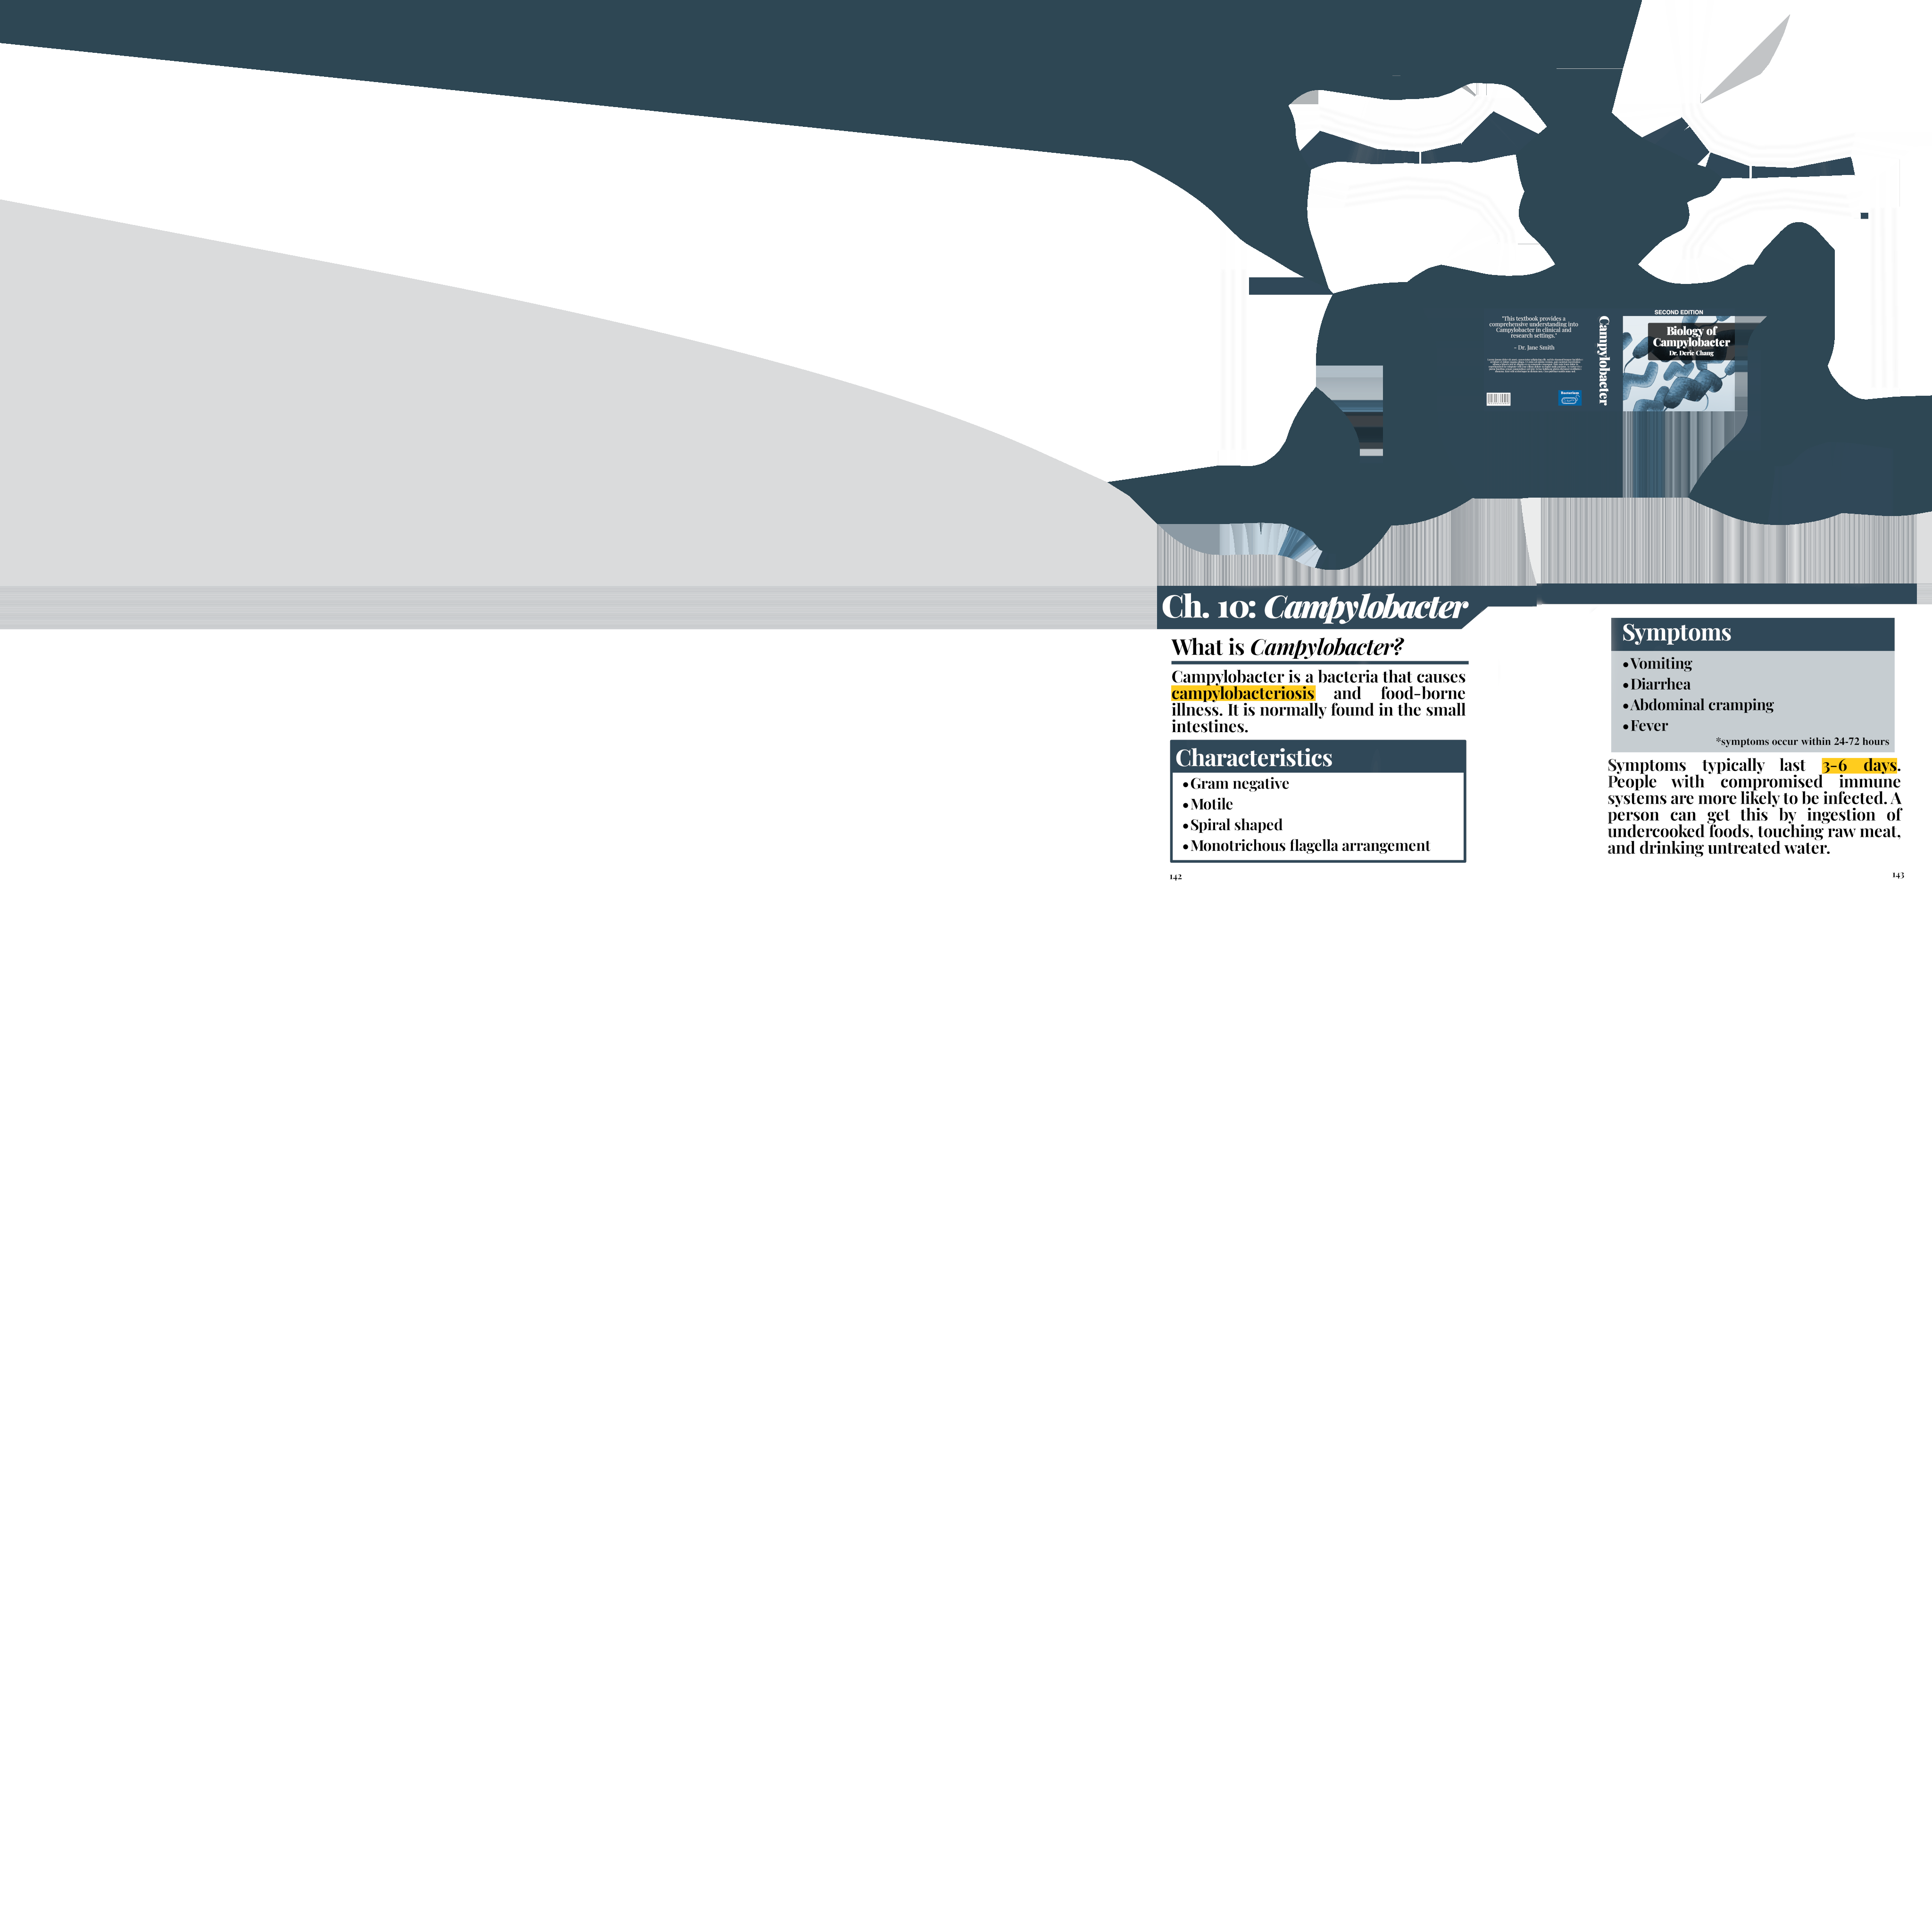 "This textbook provides a
comprehensive understanding into
Campylobacter in clinical and
research settings."
– Dr. Jane Smith
Campylobacter
SECOND EDITION
Biology of
Campylobacter
Dr. Deric Chang
Ch. 10: Campylobacter
What is Campylobacter?
Campylobacter is a bacteria that causes
campylobacteriosis and food-borne
illness. It is normally found in the small
intestines.
Characteristics
•Gram negative
•Motile
•Spiral shaped
•Monotrichous flagella arrangement
142
Symptoms
•Vomiting
•Diarrhea
•Abdominal cramping
•Fever
*symptoms occur within 24-72 hours
Symptoms typically last 3-6 days.
People with compromised immune
systems are more likely to be infected. A
person can get this by ingestion of
undercooked foods, touching raw meat,
and drinking untreated water.
143